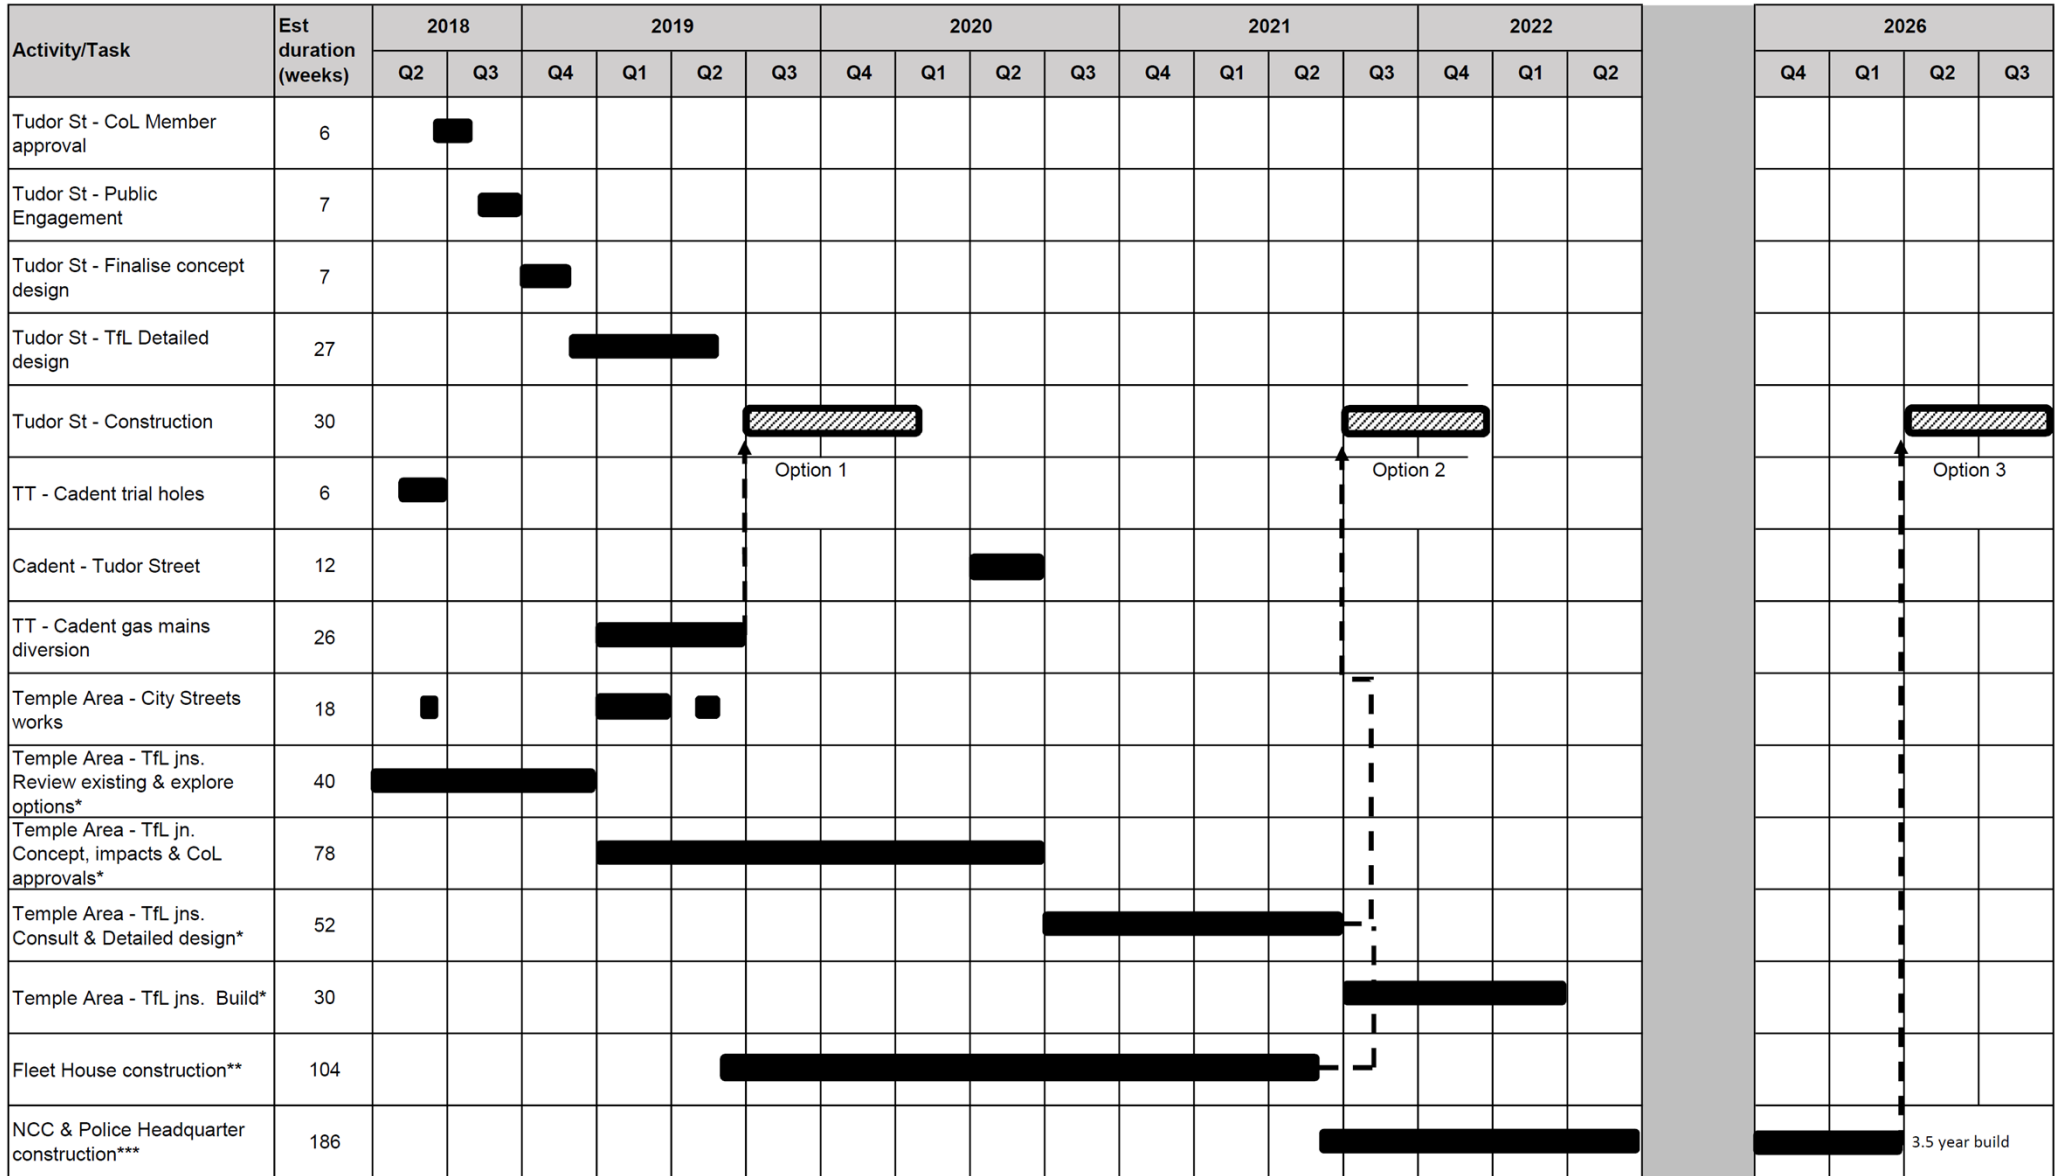 Activity/Task
Est
duration
(weeks)
2018
2019
2020
2021
2022
2026
Q2
Q3
Q4
Q1
Q2
Q3
Q4
Q1
Q2
Q3
Q4
Q1
Q2
Q3
Q4
Q1
Q2
Q4
Q1
Q2
Q3
Tudor St - CoL Member
approval
6
Tudor St - Public
Engagement
7
Tudor St - Finalise concept
design
7
Tudor St - TfL Detailed
design
27
Tudor St - Construction
30
Option 1
Option 2
Option 3
TT - Cadent trial holes
6
Cadent - Tudor Street
12
TT - Cadent gas mains
diversion
26
Temple Area - City Streets
works
18
Temple Area - TfL jns.
Review existing & explore
options*
40
Temple Area - TfL jn.
Concept, impacts & CoL
approvals*
78
Temple Area - TfL jns.
Consult & Detailed design*
52
Temple Area - TfL jns.  Build*
30
Fleet House construction**
104
NCC & Police Headquarter
construction***
186
3.5 year build